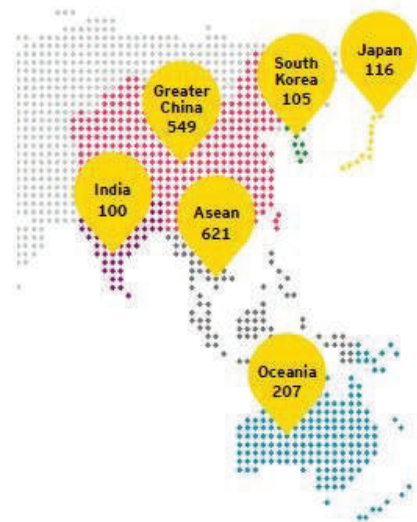 Japan
116
South
Korea
105
Greater
China
549
India
100
Asean
621
Oceania
207